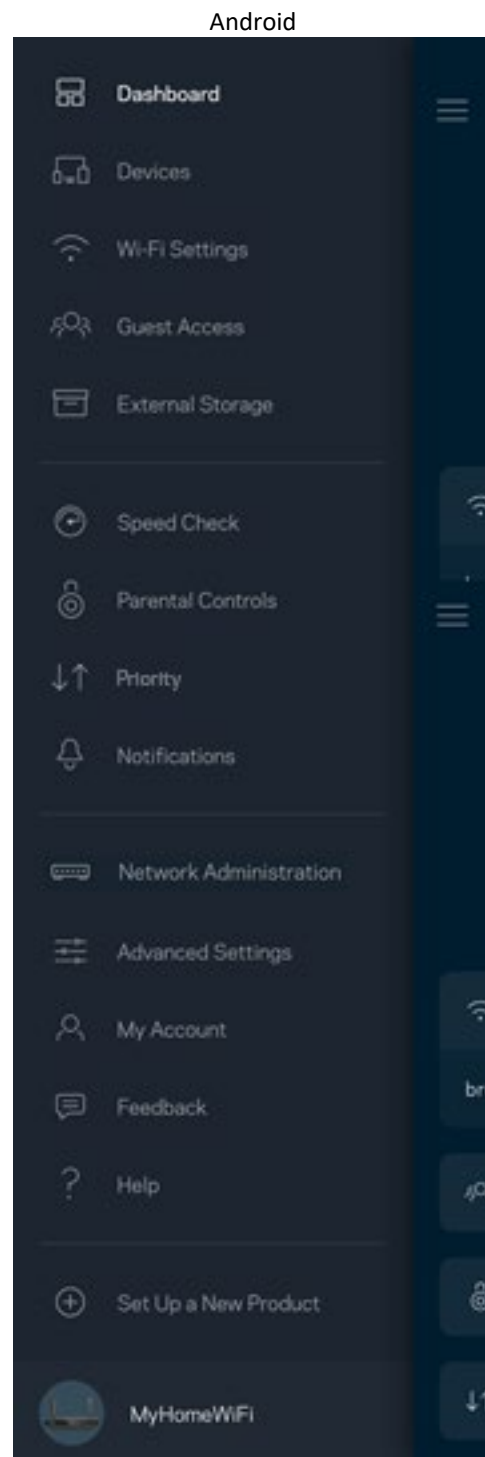 Android
Dashboard
Devices
Wi-Fi Settings
Guest Access
External Storage
Speed Check
Parental Controls
Priority
Notifications
Network Administration
Advanced Settings
My Account
br
Feedback
Help
Set Up a New Product
MyHomeWiFi